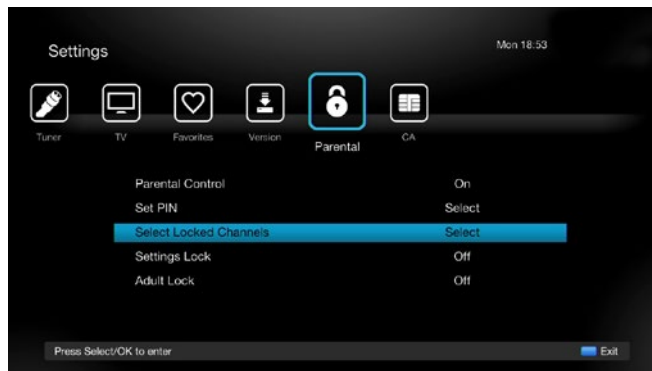 Settings
Mon 18:53
Tuner TV Favorites Version Parental CA
Parental Control On
Set PIN Select
Select Locked Channels Select
Settings Lock Off
Adult Lock Off
Press Select/OK to enter Exit